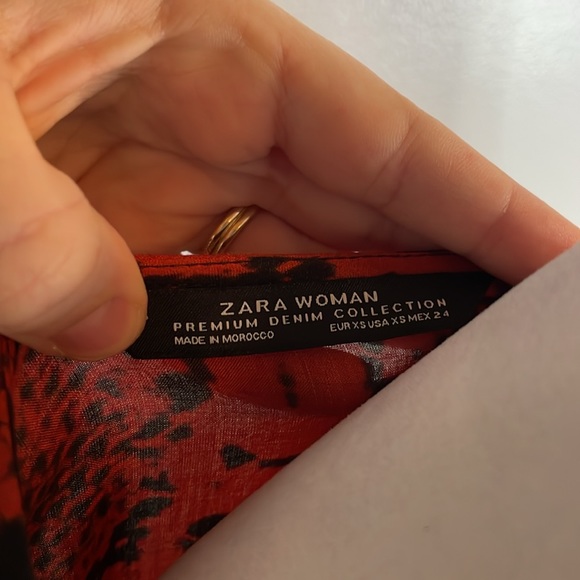 ZARA WOMAN
PREMIUM DENIM COLLECTION
MADE IN MOROCCO EUR XS USA XS MEX 24